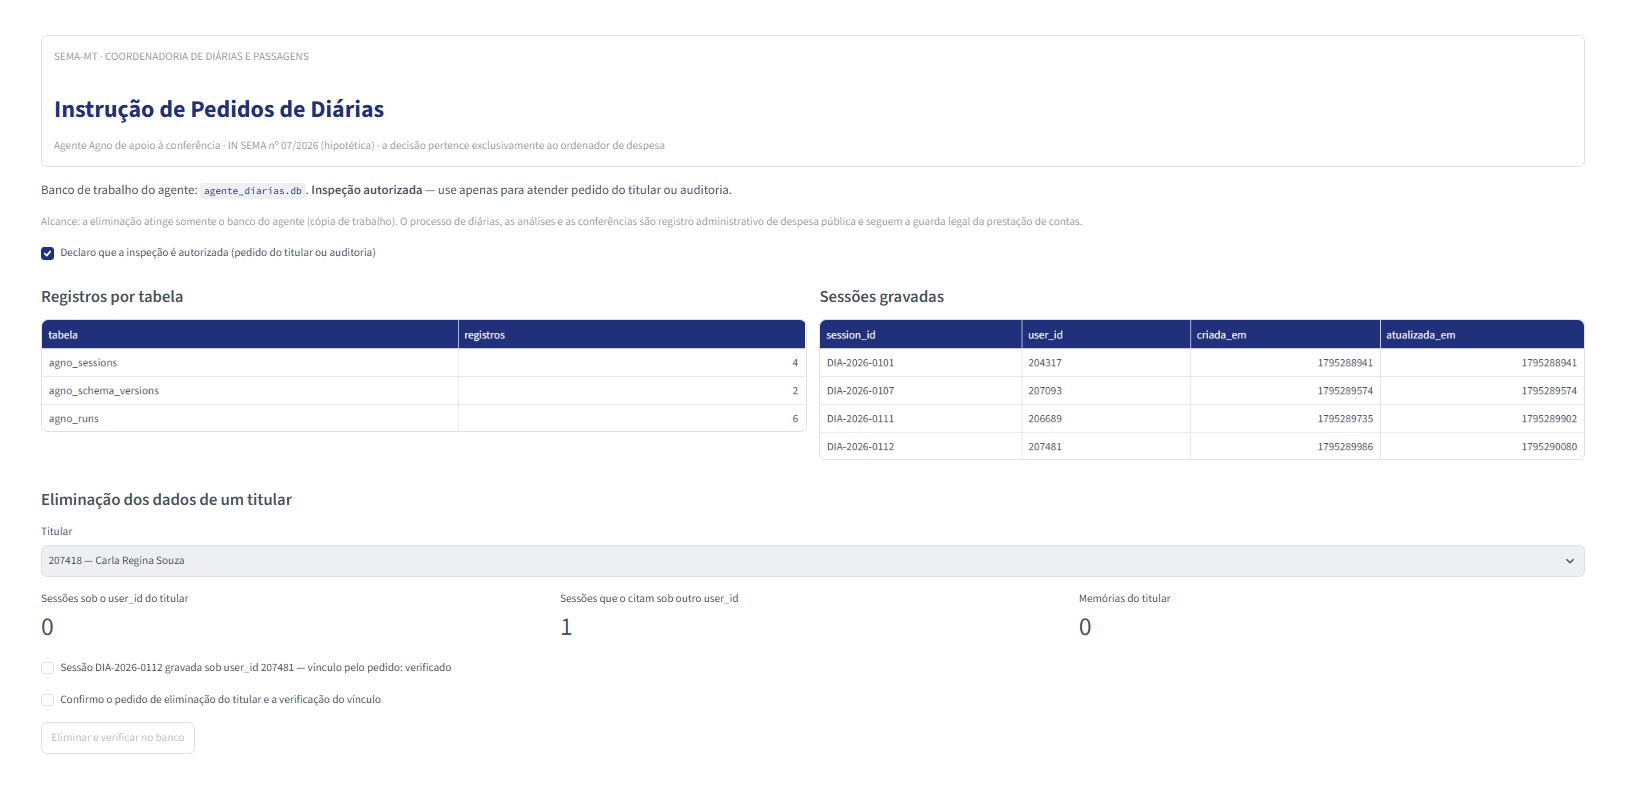 SEMA-MT · COORDENADORIA DE DIÁRIAS E PASSAGENS
Instrução de Pedidos de Diárias
Agente Agno de apoio à conferência · IN SEMA nº 07/2026 (hipotética) · a decisão pertence exclusivamente ao ordenador de despesa
Banco de trabalho do agente: agente_diarias.db. Inspeção autorizada — use apenas para atender pedido do titular ou auditoria.
Alcance: a eliminação atinge somente o banco do agente (cópia de trabalho). O processo de diárias, as análises e as conferências são registro administrativo de despesa pública e seguem a guarda legal da prestação de contas.
Declaro que a inspeção é autorizada (pedido do titular ou auditoria)
Registros por tabela
tabela registros
agno_sessions 4
agno_schema_versions 2
agno_runs 6
Sessões gravadas
session_id user_id criada_em atualizada_em
DIA-2026-0101 204317 1795288941 1795288941
DIA-2026-0107 207093 1795289574 1795289574
DIA-2026-0111 206689 1795289735 1795289902
DIA-2026-0112 207481 1795289986 1795290080
Eliminação dos dados de um titular
Titular
207418 — Carla Regina Souza
Sessões sob o user_id do titular
0
Sessões que o citam sob outro user_id
1
Memórias do titular
0
Sessão DIA-2026-0112 gravada sob user_id 207481 — vínculo pelo pedido: verificado
Confirmo o pedido de eliminação do titular e a verificação do vínculo
Eliminar e verificar no banco